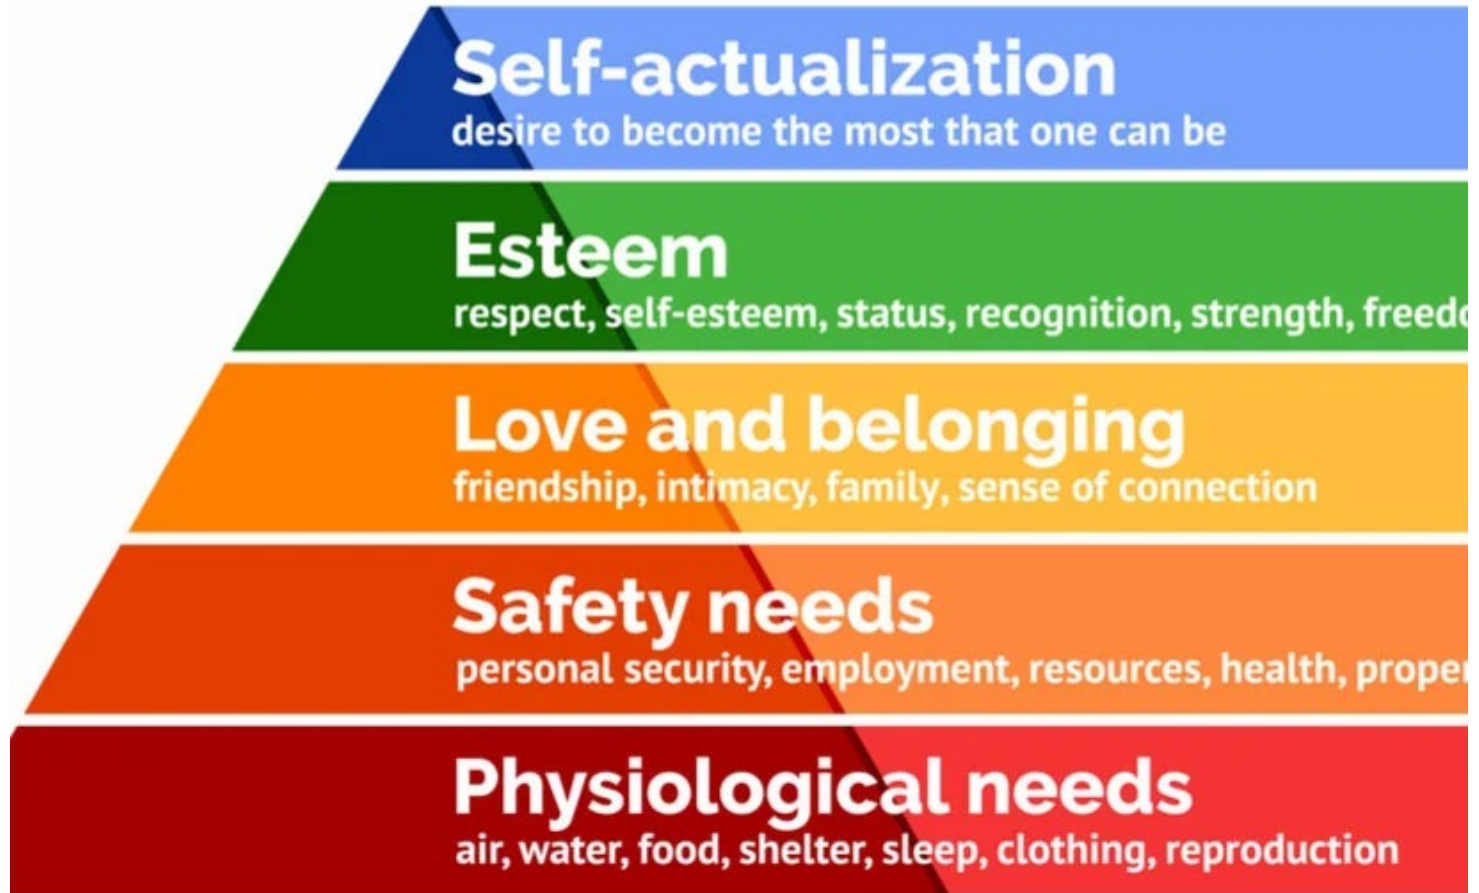 Self-actualization
desire to become the most that one can be
Esteem
respect, self-esteem, status, recognition, strength,
Love and belonging
friendship, intimacy, family, sense of connection
Safety needs
personal security, employment, resources, health,
Physiological needs
air, water, food, shelter, sleep, clothing, reproduction